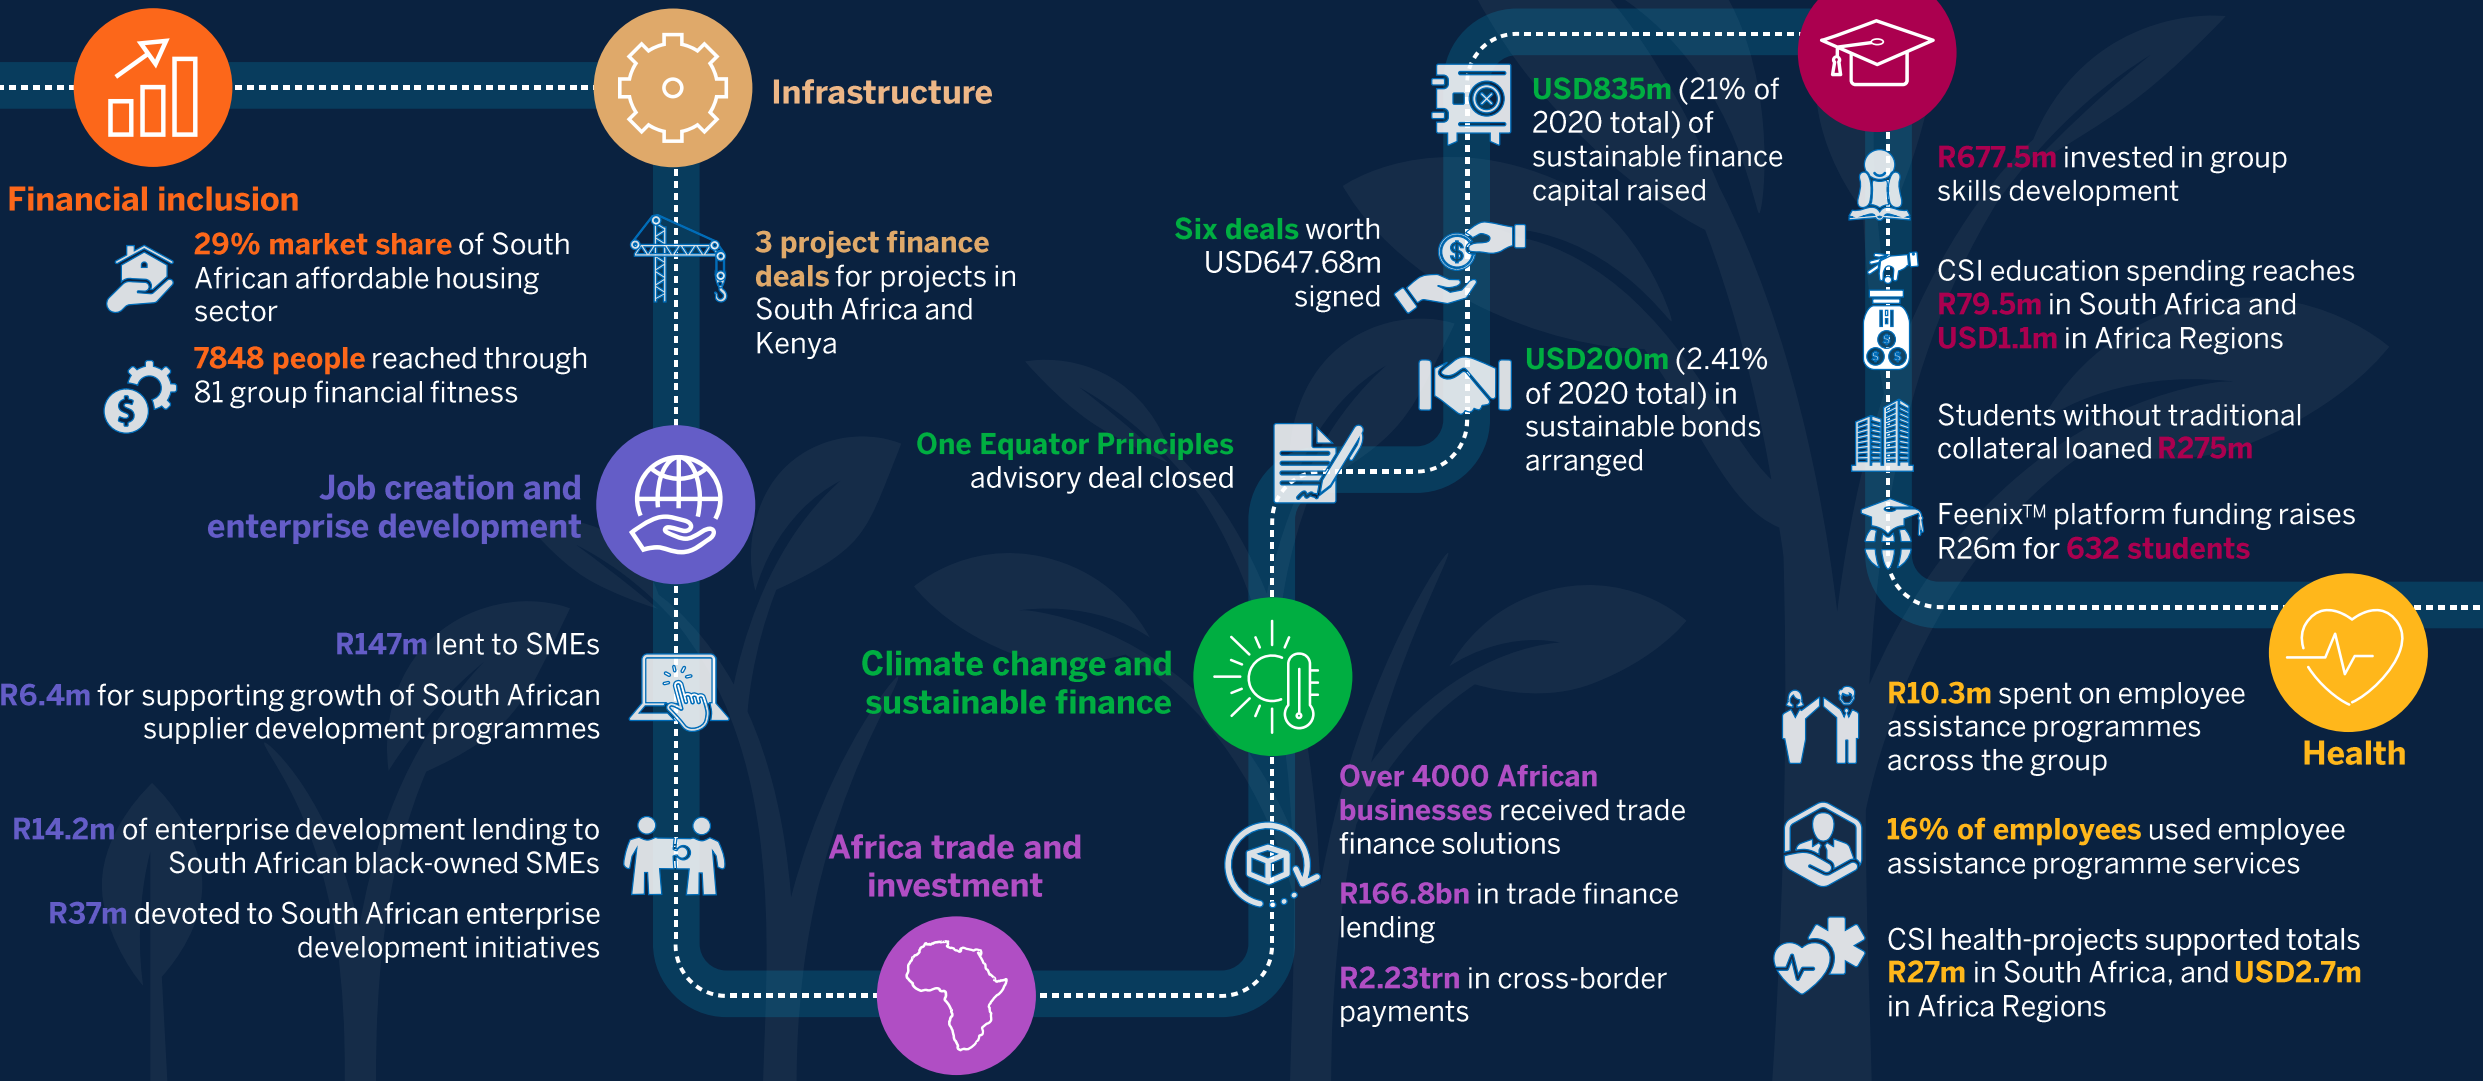 Financial inclusion
29% market share of South
African affordable housing
sector
7848 people reached through
81 group financial fitness
Infrastructure
3 project finance
deals for projects in
South Africa and
Kenya
Job creation and
enterprise development
R147m lent to SMEs
R6.4m for supporting growth of South African
supplier development programmes
R14.2m of enterprise development lending to
South African black-owned SMEs
R37m devoted to South African enterprise
development initiatives
Africa trade and
investment
Over 4000 African
businesses received trade
finance solutions
R166.8bn in trade finance
lending
R2.23trn in cross-border
payments
Climate change and
sustainable finance
One Equator Principles
advisory deal closed
USD200m (2.41%
of 2020 total) in
sustainable bonds
arranged
Six deals worth
USD647.68m
signed
USD835m (21% of
2020 total) of
sustainable finance
capital raised
R677.5m invested in group
skills development
CSI education spending reaches
R79.5m in South Africa and
USD1.1m in Africa Regions
Students without traditional
collateral loaned R275m
Feenix™ platform funding raises
R26m for 632 students
Health
R10.3m spent on employee
assistance programmes
across the group
16% of employees used employee
assistance programme services
CSI health-projects supported totals
R27m in South Africa, and USD2.7m
in Africa Regions